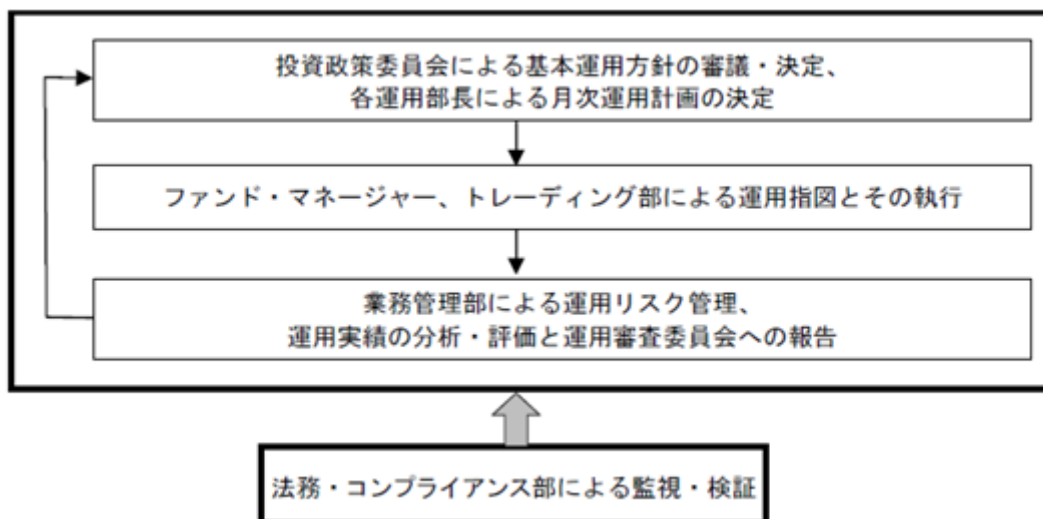 投資政策委員会による基本運用方針の審議・決定、
各運用部長による月次運用計画の決定
ファンド・マネージャー、トレーディング部による運用指図とその執行
業務管理部による運用リスク管理、
運用実績の分析・評価と運用審査委員会への報告
法務・コンプライアンス部による監視・検証